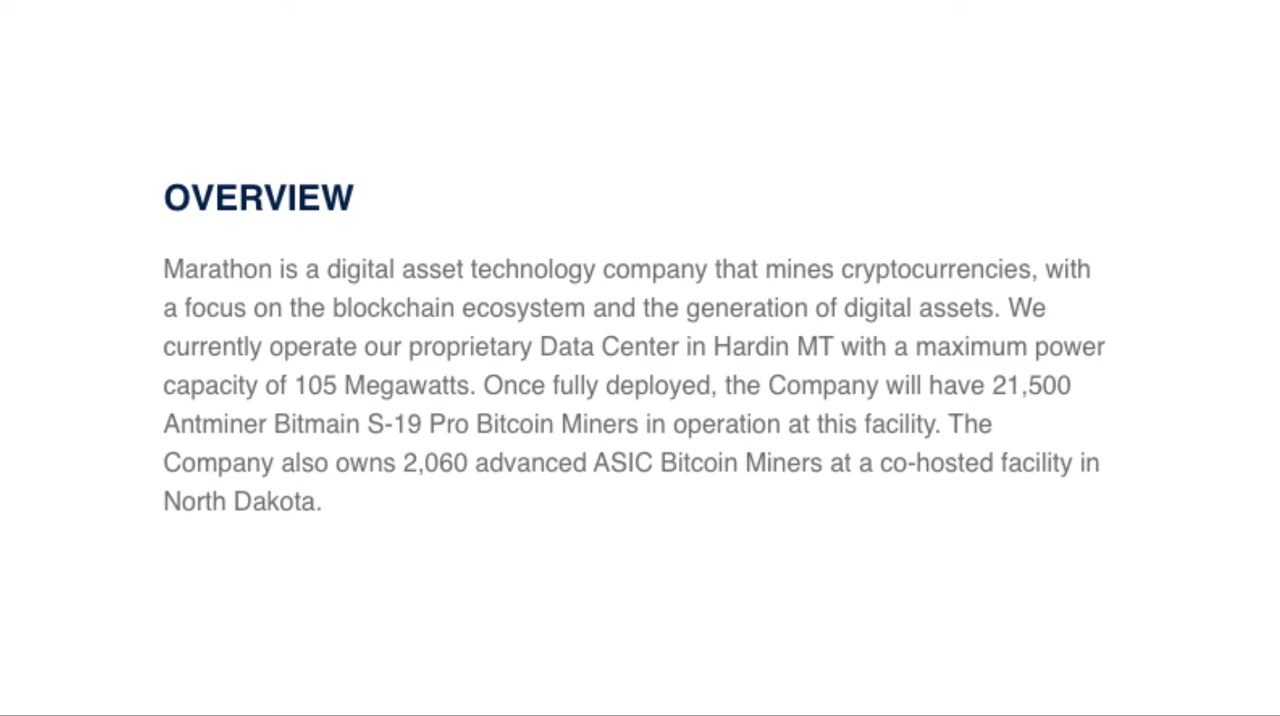 OVERVIEW
Marathon is a digital asset technology company that mines cryptocurrencies, with
a focus on the blockchain ecosystem and the generation of digital assets. We
currently operate our proprietary Data Center in Hardin MT with a maximum power
capacity of 105 Megawatts. Once fully deployed, the Company will have 21,500
Antminer Bitmain S-19 Pro Bitcoin Miners in operation at this facility. The
Company also owns 2,060 advanced ASIC Bitcoin Miners at a co-hosted facility in
North Dakota.